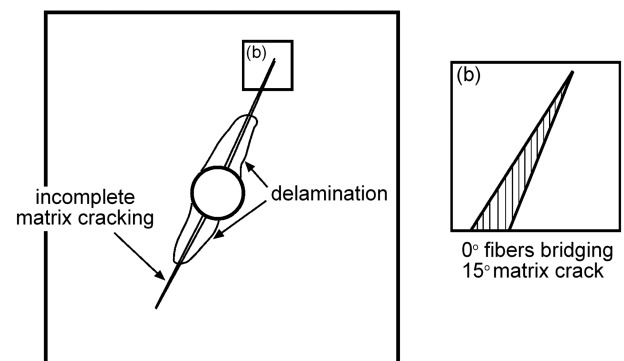 (b)
incomplete
matrix cracking
delamination
(b)
0° fibers bridging
15° matrix crack